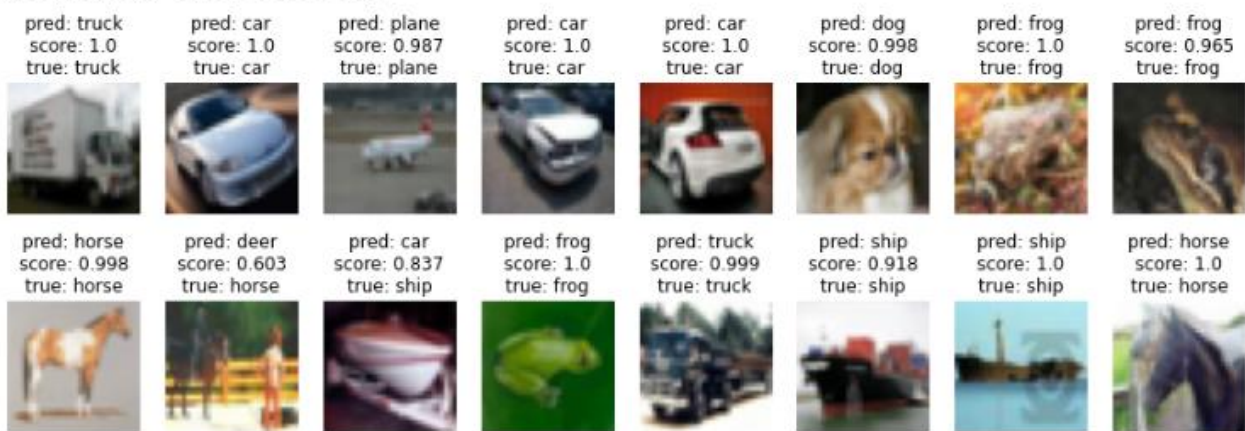 pred: truck pred: car pred: plane pred: car pred: car pred: dog pred: frog pred: frog
score: 1.0 score: 1.0 score: 0.987 score: 1.0 score: 1.0 score: 0.998 score: 1.0 score: 0.965
true: truck true: car true: plane true: car true: car true: dog true: frog true: frog
pred: horse pred: deer pred: car pred: frog pred: truck pred: ship pred: ship pred: horse
score: 0.998 score: 0.603 score: 0.837 score: 1.0 score: 0.999 score: 0.918 score: 1.0 score: 1.0
true: horse true: horse true: ship true: frog true: truck true: ship true: ship true: horse